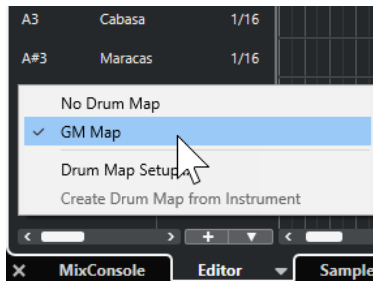 A3 Cabasa 1/16
A#3 Maracas 1/16
No Drum Map
GM Map
Drum Map Setup
Create Drum Map from Instrument
MixConsole Editor Sample